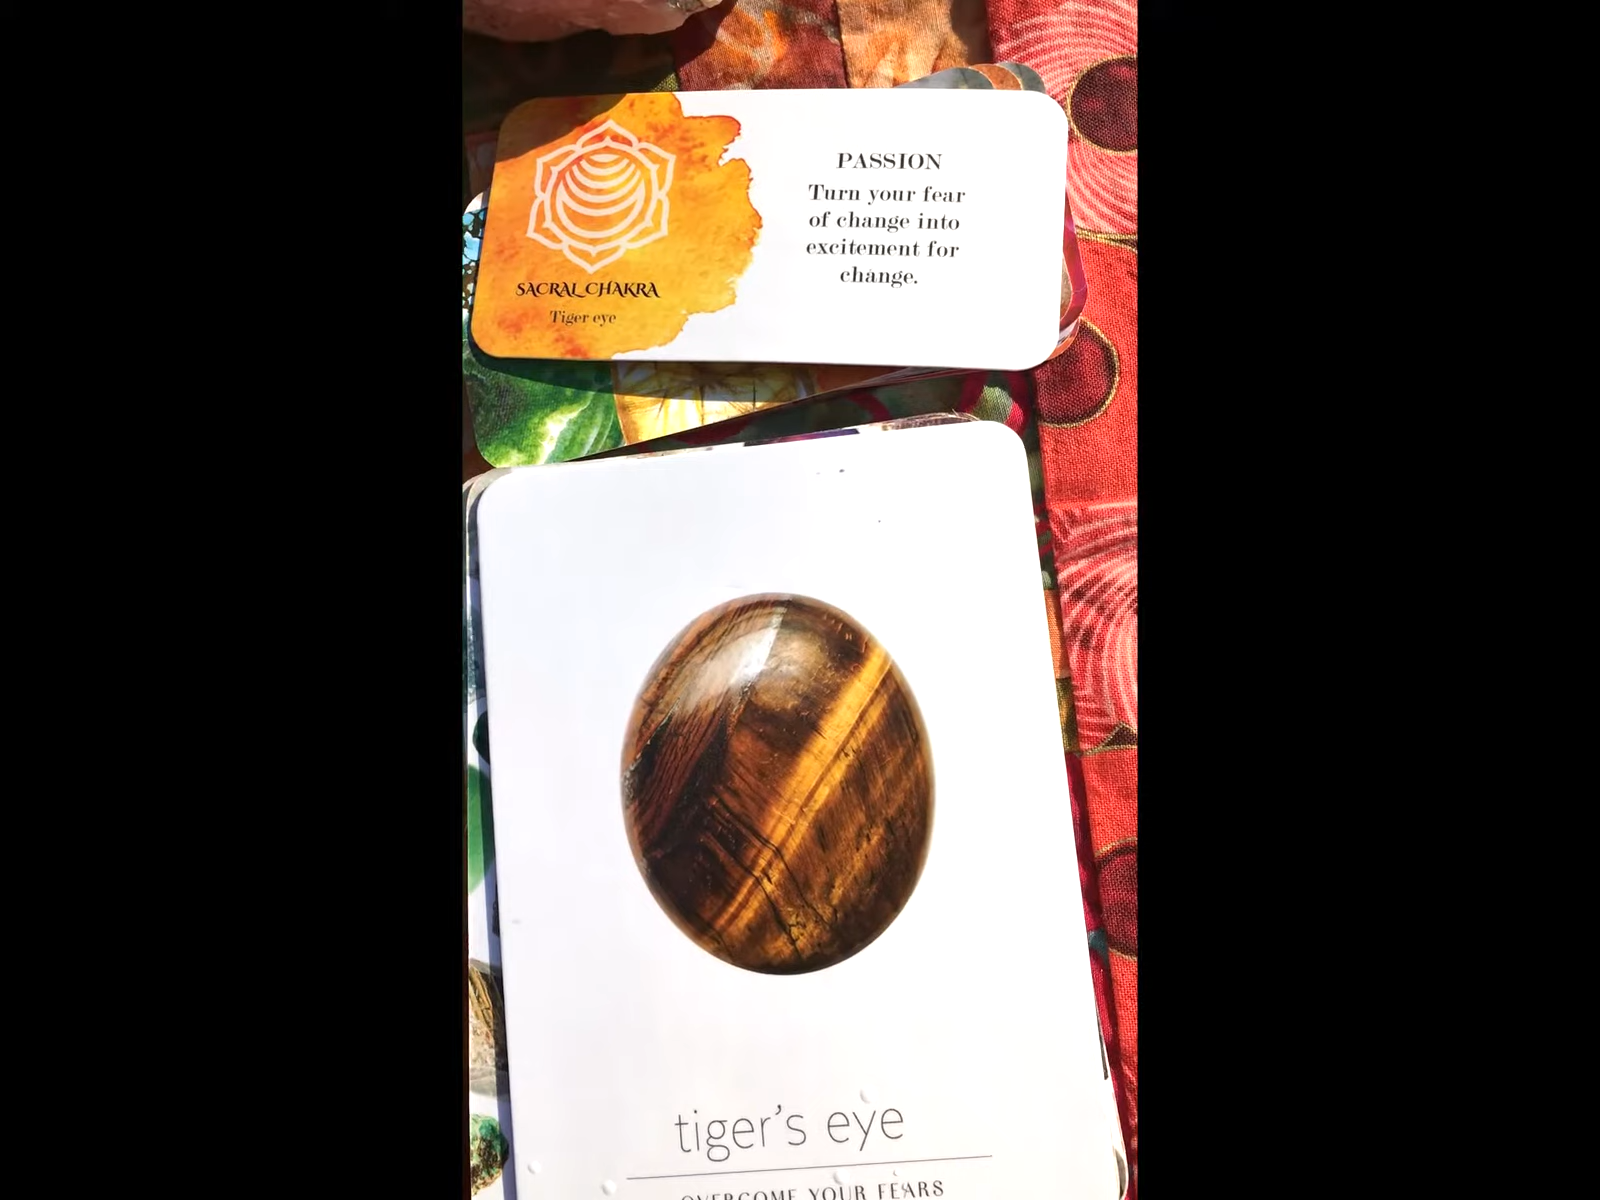 PASSION
Turn your fear
of change into
excitement for
change.
SACRAL CHAKRA
Tiger eye
tiger's eye
OVERCOME YOUR FEARS